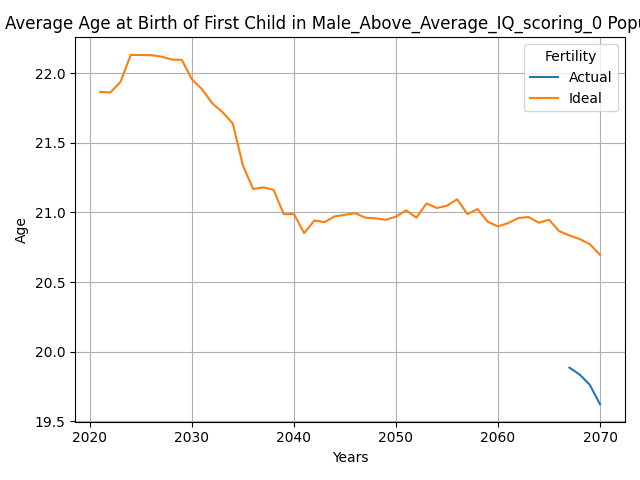 Average Age at Birth of First Child in Male_Above_Average_IQ_scoring_0 Popu
Fertility
Actual
Ideal
22.0
21.5
21.0
20.5
20.0
19.5
Age
2020
2030
2040
2050
2060
2070
Years